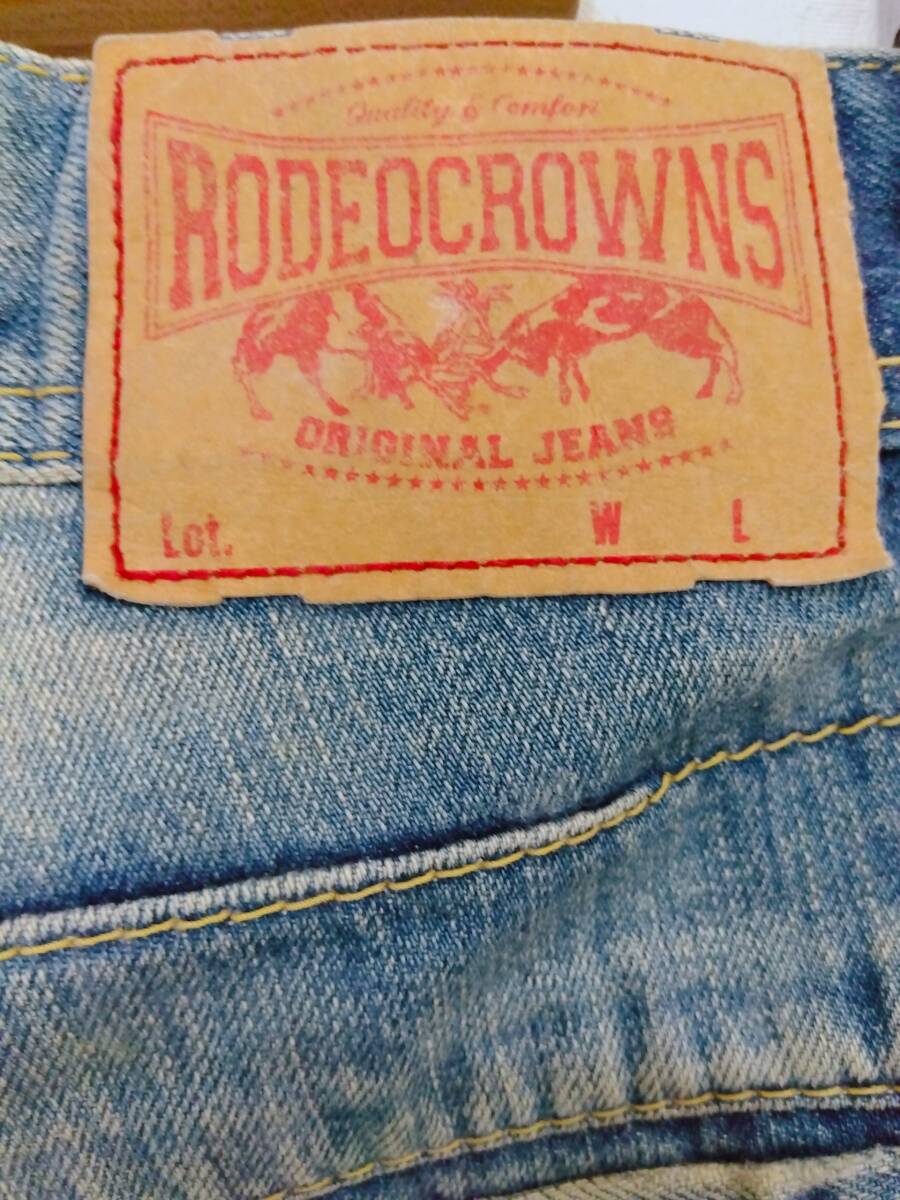 Quality & Comfort
RODEOCROWNS
ORIGINAL JEANS
Lot. W L